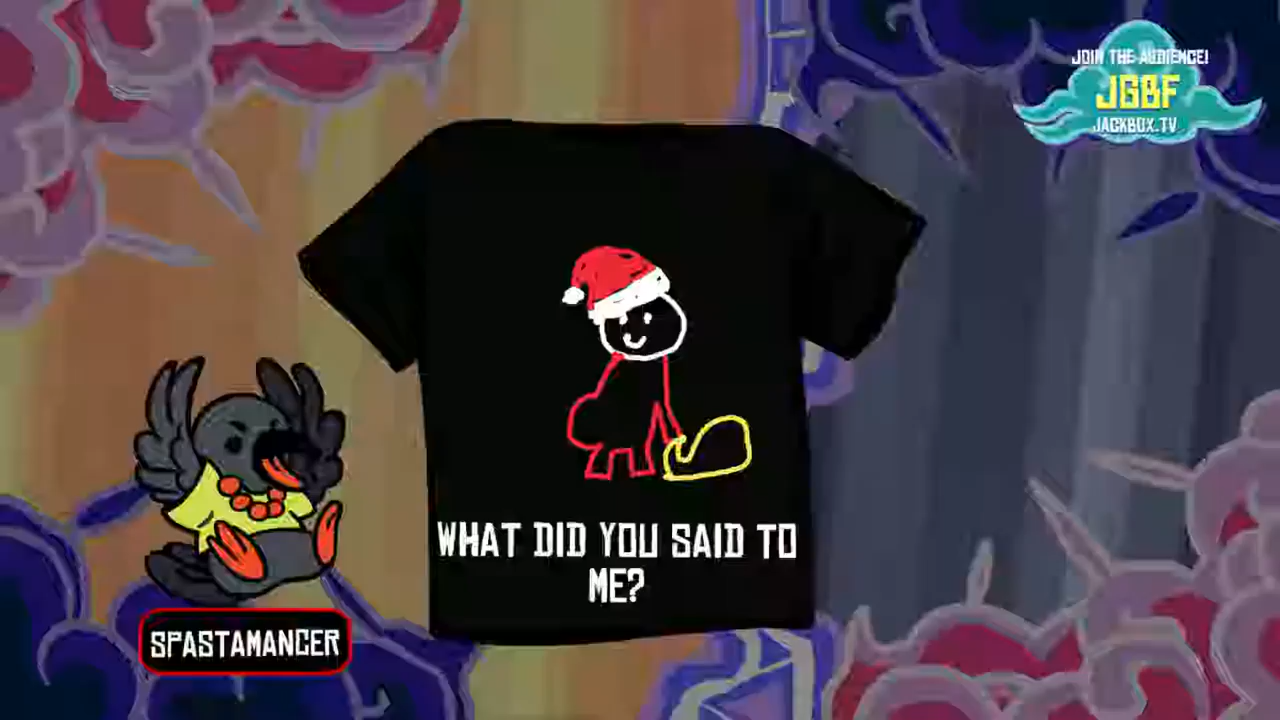 JOIN THE AUDIENCE!
JGBF
JACKBOX.TV
WHAT DID YOU SAID TO
ME?
SPASTAMANCER